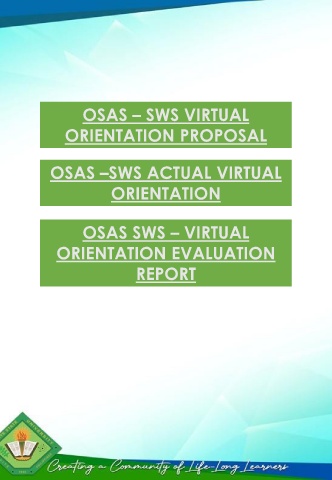 OSAS – SWS VIRTUAL
ORIENTATION PROPOSAL
OSAS –SWS ACTUAL VIRTUAL
ORIENTATION
OSAS SWS – VIRTUAL
ORIENTATION EVALUATION
REPORT
Creating a Community of Life-Long Learners